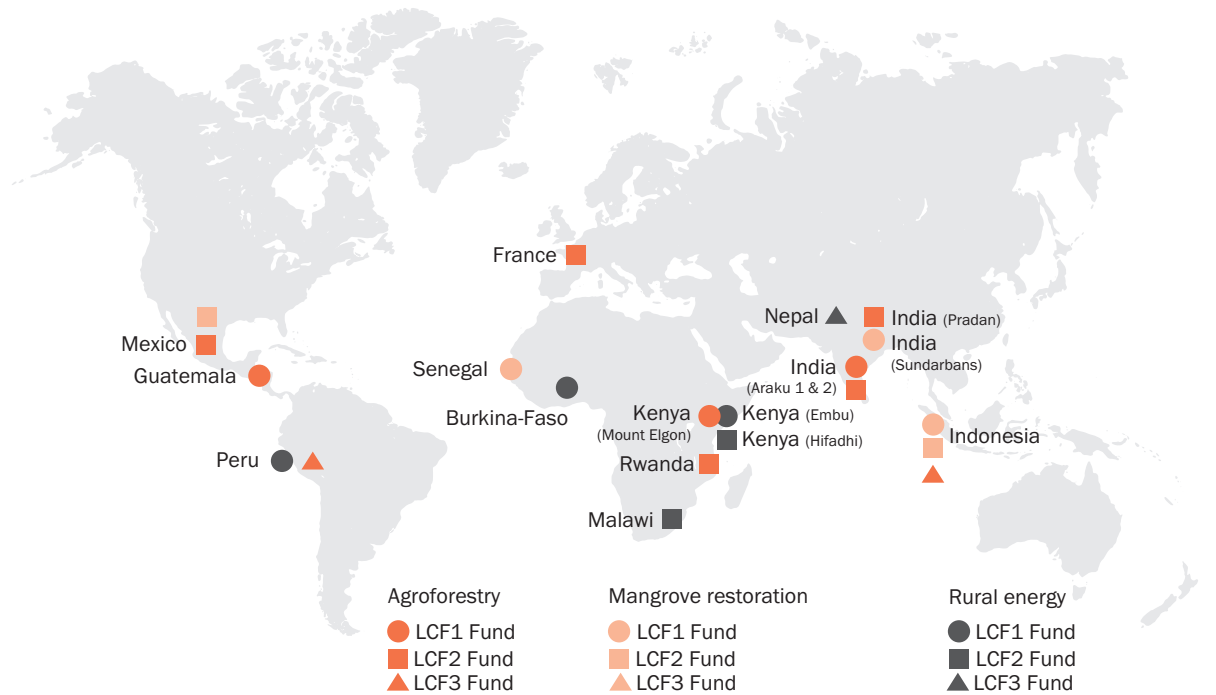 France
Nepal
India (Pradan)
India
(Sundarbans)
Mexico
Guatemala
Senegal
India
(Araku 1 & 2)
Burkina-Faso
Kenya
(Mount Elgon)
Kenya (Embu)
Kenya (Hifadhi)
Indonesia
Peru
Rwanda
Malawi
Agroforestry
LCF1 Fund
LCF2 Fund
LCF3 Fund
Mangrove restoration
LCF1 Fund
LCF2 Fund
LCF3 Fund
Rural energy
LCF1 Fund
LCF2 Fund
LCF3 Fund